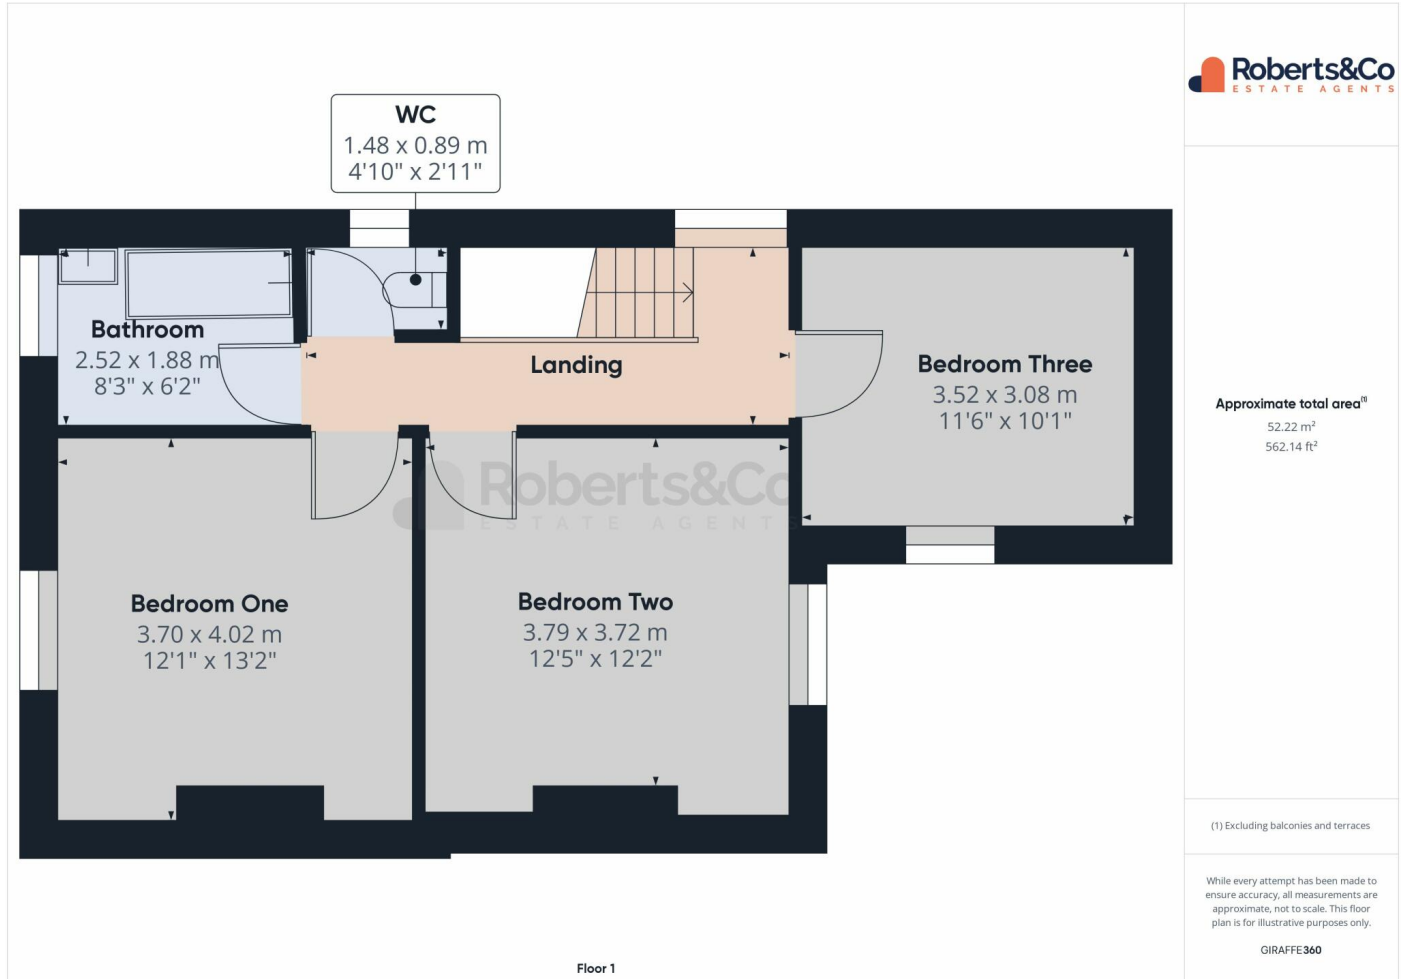 Roberts&Co
ESTATE AGENTS
WC
1.48 x 0.89 m
4'10" x 2'11"
Bathroom
2.52 x 1.88 m
8'3" x 6'2"
Landing
Bedroom Three
3.52 x 3.08 m
11'6" x 10'1"
Approximate total area(1)
52.22 m²
562.14 ft²
Roberts&Co
ESTATE AGENTS
Bedroom One
3.70 x 4.02 m
12'1" x 13'2"
Bedroom Two
3.79 x 3.72 m
12'5" x 12'2"
(1) Excluding balconies and terraces
While every attempt has been made to
ensure accuracy, all measurements are
approximate, not to scale. This floor
plan is for illustrative purposes only.
GIRAFFE360
Floor 1